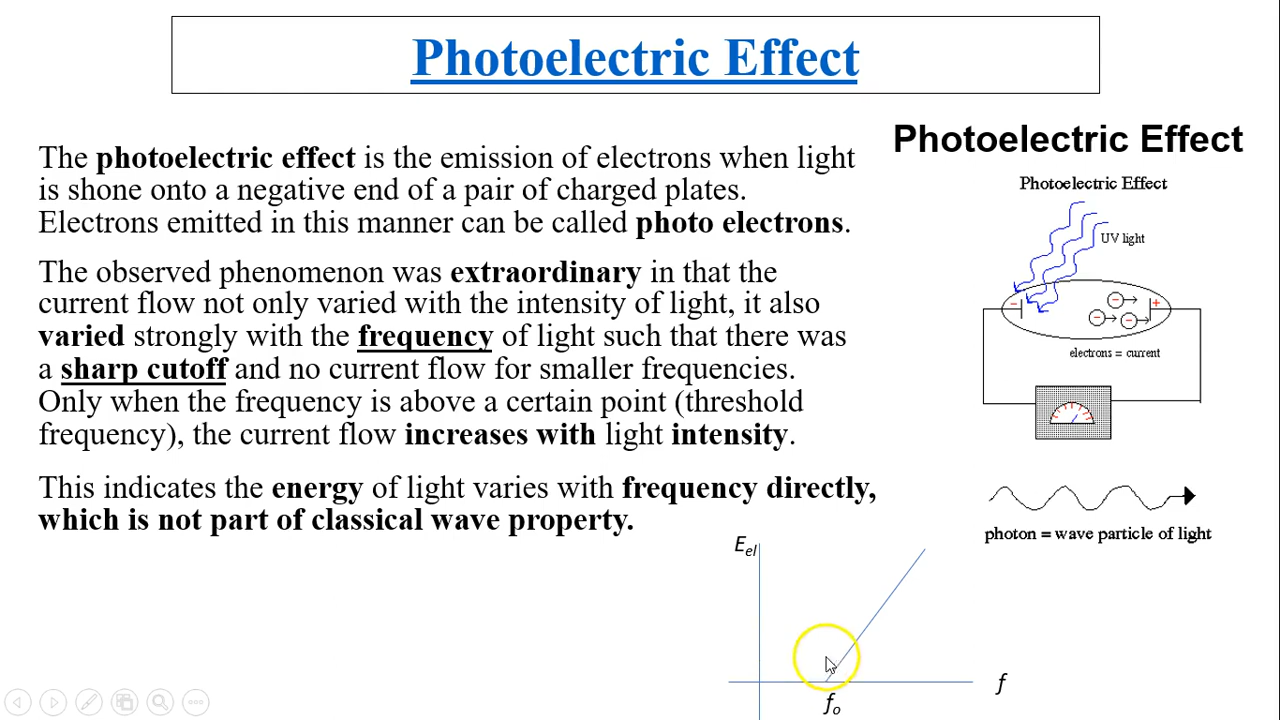 Photoelectric Effect
The photoelectric effect is the emission of electrons when light
is shone onto a negative end of a pair of charged plates.
Electrons emitted in this manner can be called photo electrons.
The observed phenomenon was extraordinary in that the
current flow not only varied with the intensity of light, it also
varied strongly with the frequency of light such that there was
a sharp cutoff and no current flow for smaller frequencies.
Only when the frequency is above a certain point (threshold
frequency), the current flow increases with light intensity.
This indicates the energy of light varies with frequency directly,
which is not part of classical wave property.
Photoelectric Effect
Photoelectric Effect
UV light
− − − − +
electrons = current
photon = wave particle of light
Eel
f
fo